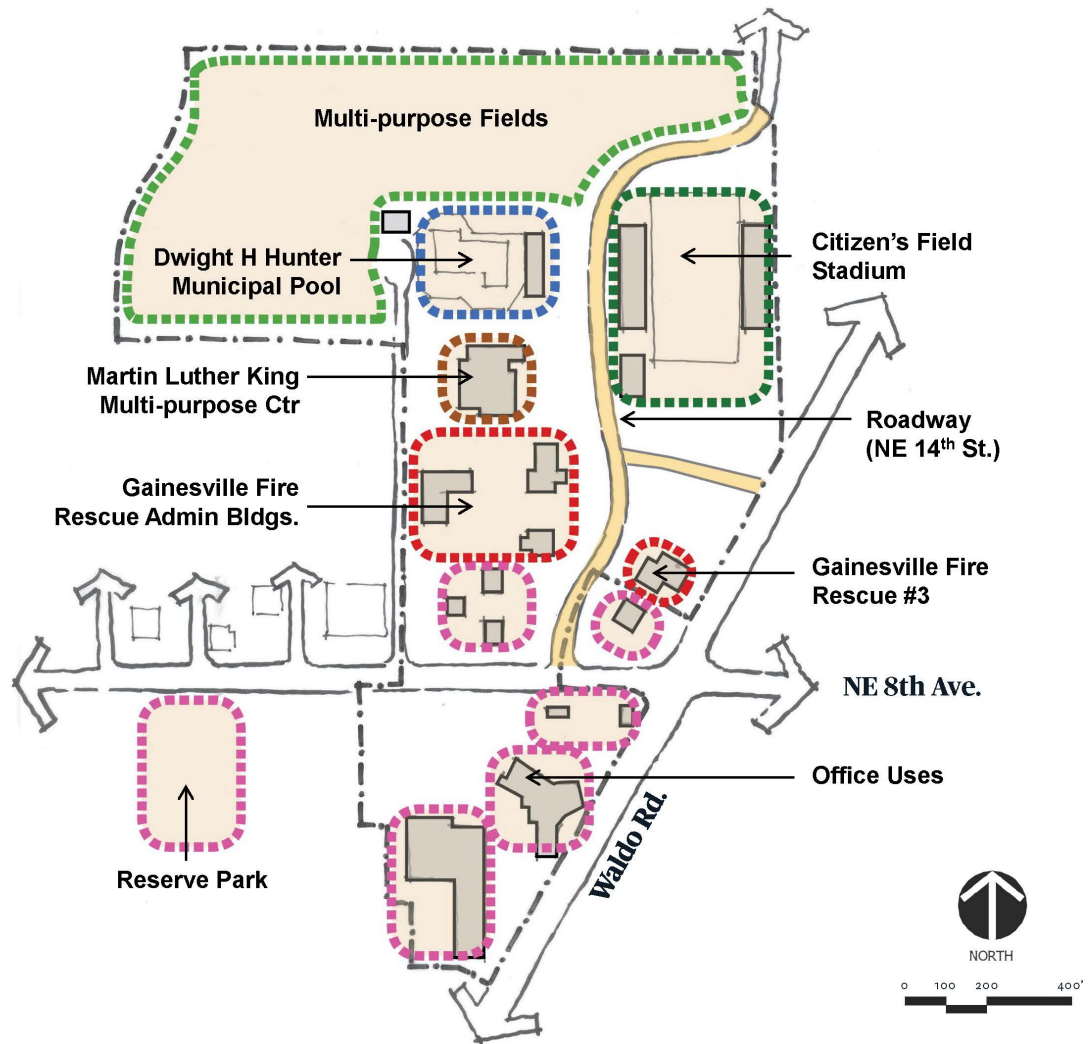 Multi-purpose Fields
Dwight H Hunter
Municipal Pool
Citizen's Field
Stadium
Martin Luther King
Multi-purpose Ctr
Roadway
(NE 14th St.)
Gainesville Fire
Rescue Admin Bldgs.
Gainesville Fire
Rescue #3
NE 8th Ave.
Office Uses
Waldo Rd.
Reserve Park
NORTH
0 100 200 400'